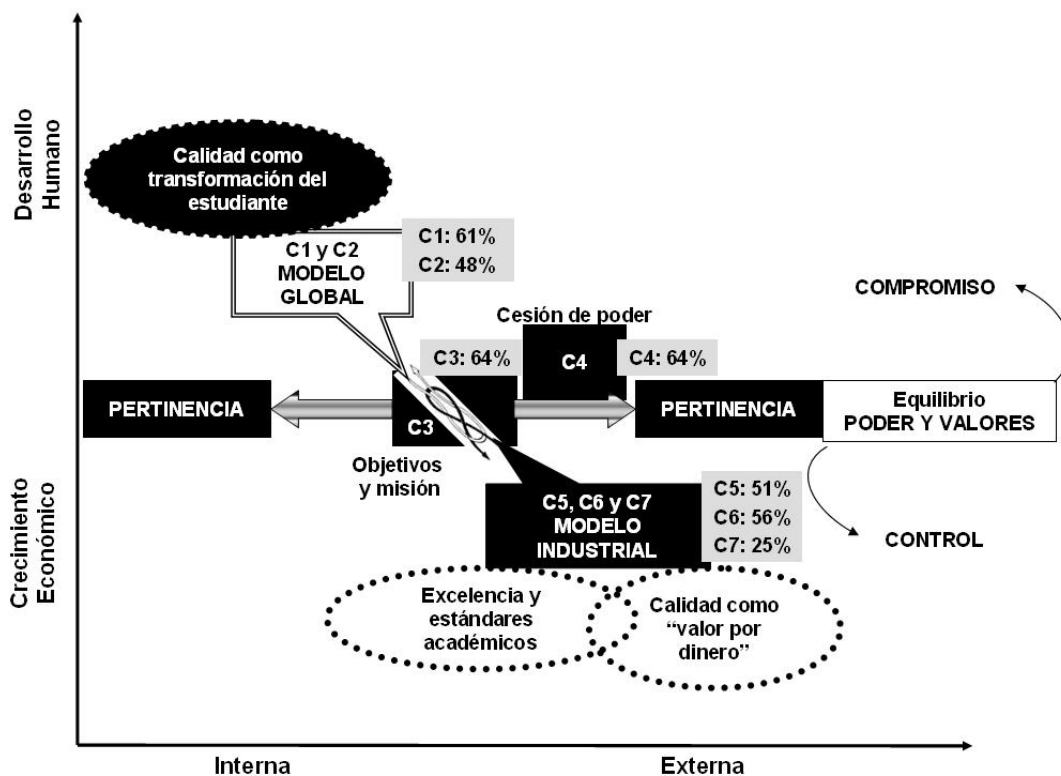 Desarrollo
Humano
Calidad como
transformación del
estudiante
C1 y C2
MODELO
GLOBAL
C1: 61%
C2: 48%
COMPROMISO
Cesión de poder
C3: 64%
C4
C4: 64%
PERTINENCIA
C3
PERTINENCIA
Equilibrio
PODER Y VALORES
Objetivos
y misión
Crecimiento
Económico
C5, C6 y C7
MODELO
INDUSTRIAL
C5: 51%
C6: 56%
C7: 25%
CONTROL
Excelencia y
estándares
académicos
Calidad como
“valor por
dinero”
Interna
Externa